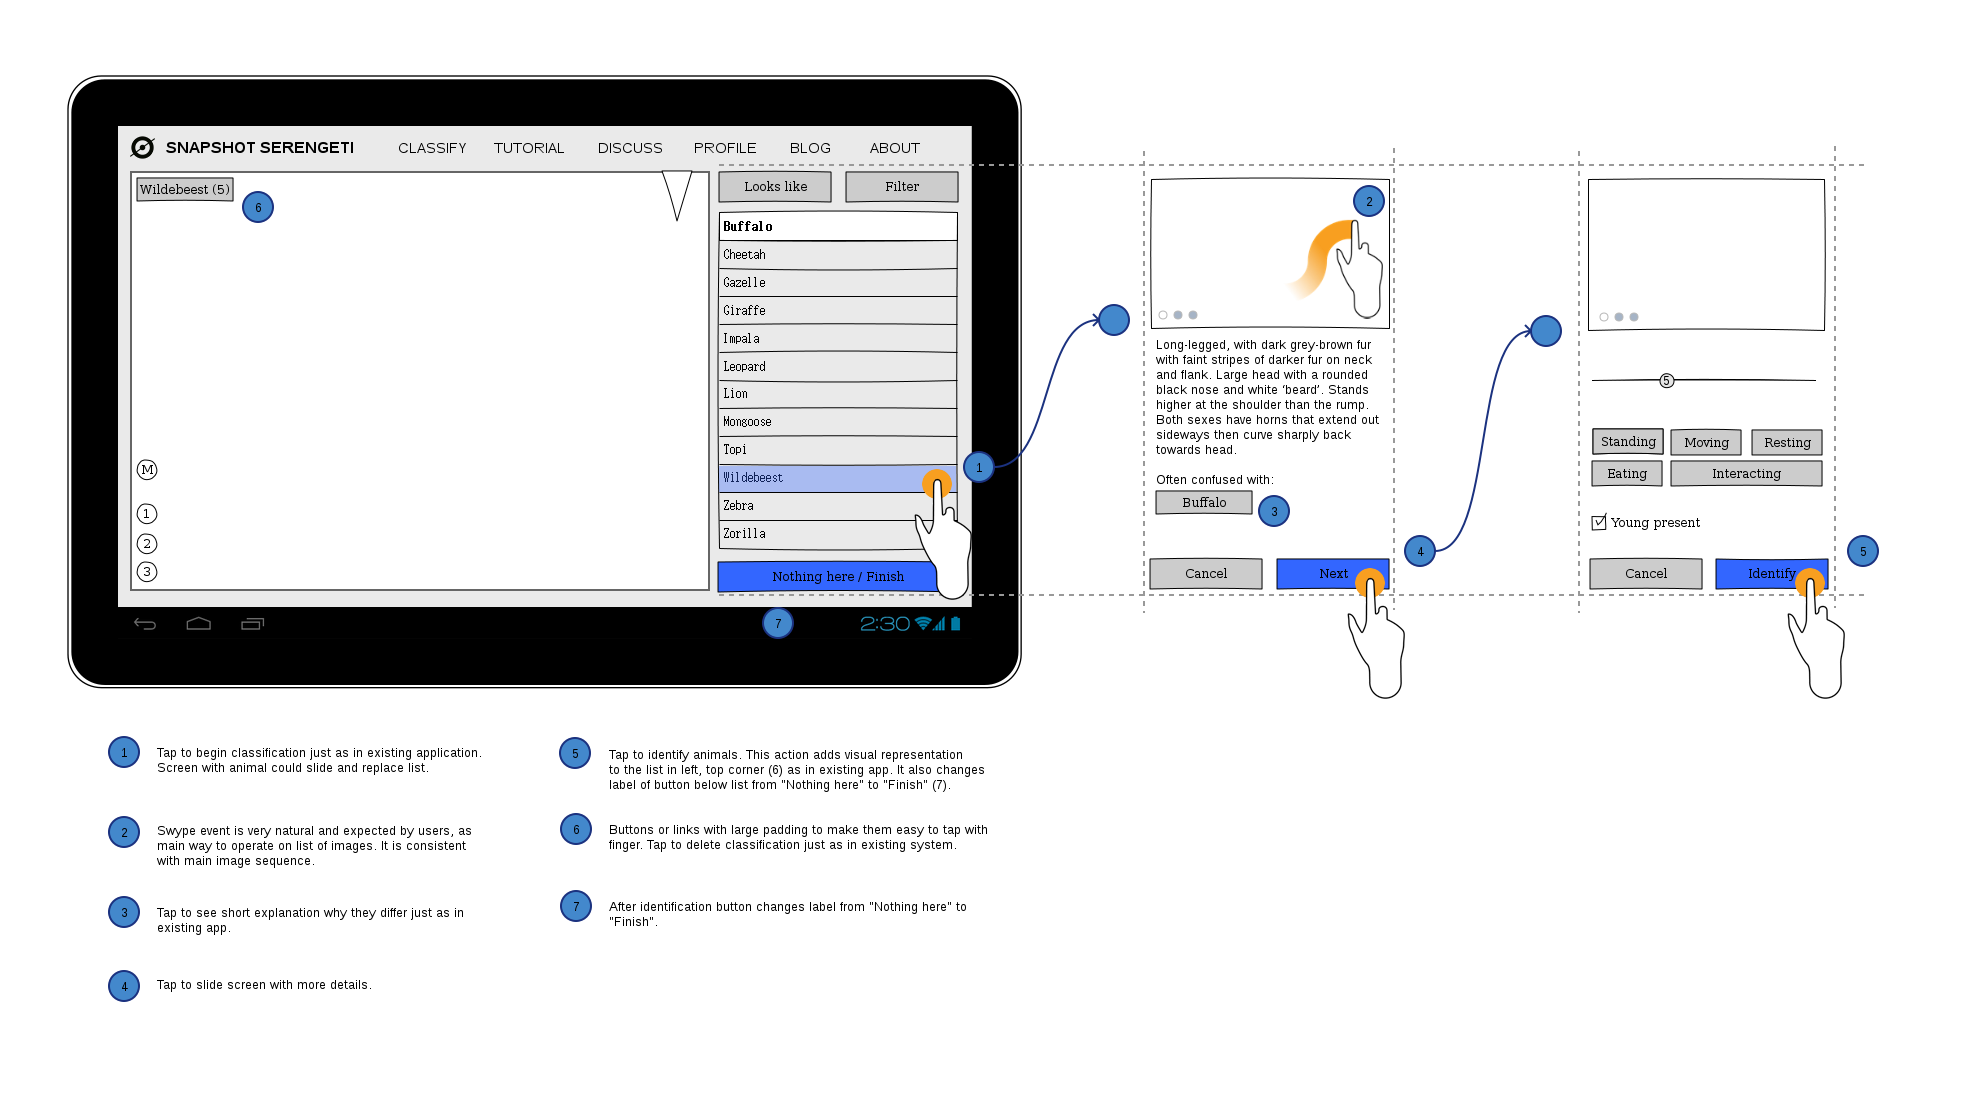 SNAPSHOT SERENGETI CLASSIFY TUTORIAL DISCUSS PROFILE BLOG ABOUT
Wildebeest (5)
6
M
1
2
3
Looks like Filter
Buffalo
Cheetah
Gazelle
Giraffe
Impala
Leopard
Lion
Mongoose
Topi
Wildebeest
Zebra
Zorilla
Nothing here / Finish
1
7
2:30
2
Long-legged, with dark grey-brown fur
with faint stripes of darker fur on neck
and flank. Large head with a rounded
black nose and white ‘beard’. Stands
higher at the shoulder than the rump.
Both sexes have horns that extend out
sideways then curve sharply back
towards head.
Often confused with:
Buffalo
3
Cancel Next
4
5
Standing Moving Resting
Eating Interacting
Young present
Cancel Identify
5
1
Tap to begin classification just as in existing application.
Screen with animal could slide and replace list.
2
Swype event is very natural and expected by users, as
main way to operate on list of images. It is consistent
with main image sequence.
3
Tap to see short explanation why they differ just as in
existing app.
4
Tap to slide screen with more details.
5
Tap to identify animals. This action adds visual representation
to the list in left, top corner (6) as in existing app. It also changes
label of button below list from "Nothing here" to "Finish" (7).
6
Buttons or links with large padding to make them easy to tap with
finger. Tap to delete classification just as in existing system.
7
After identification button changes label from "Nothing here" to
"Finish".